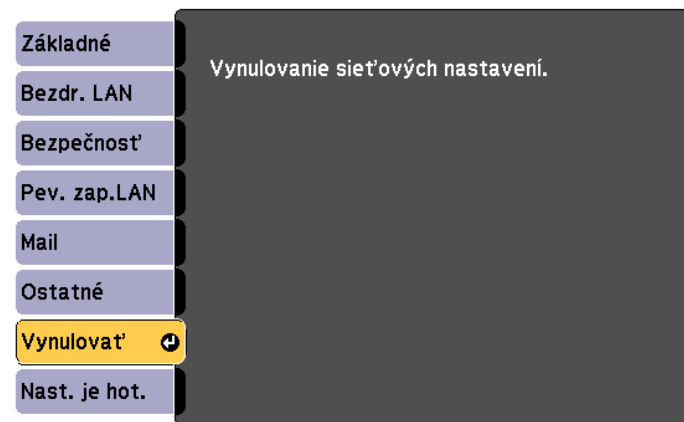 Základné
Bezdr. LAN
Bezpečnosť
Pev. zap.LAN
Mail
Ostatné
Vynulovať
Nast. je hot.
Vynulovanie sieťových nastavení.